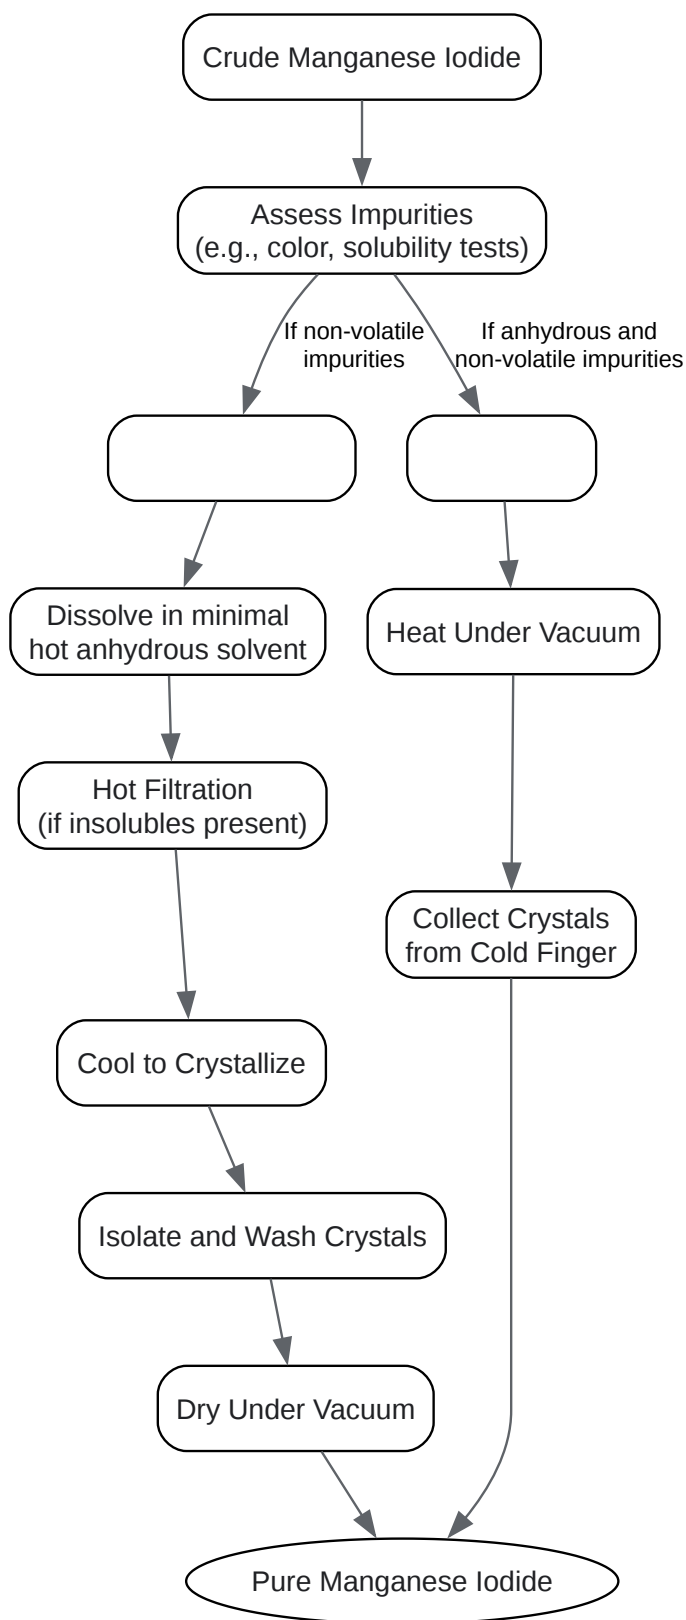 Crude Manganese Iodide
Assess Impurities
(e.g., color, solubility tests)
If non-volatile
impurities
If anhydrous and
non-volatile impurities
Dissolve in minimal
hot anhydrous solvent
Heat Under Vacuum
Hot Filtration
(if insolubles present)
Collect Crystals
from Cold Finger
Cool to Crystallize
Isolate and Wash Crystals
Dry Under Vacuum
Pure Manganese Iodide